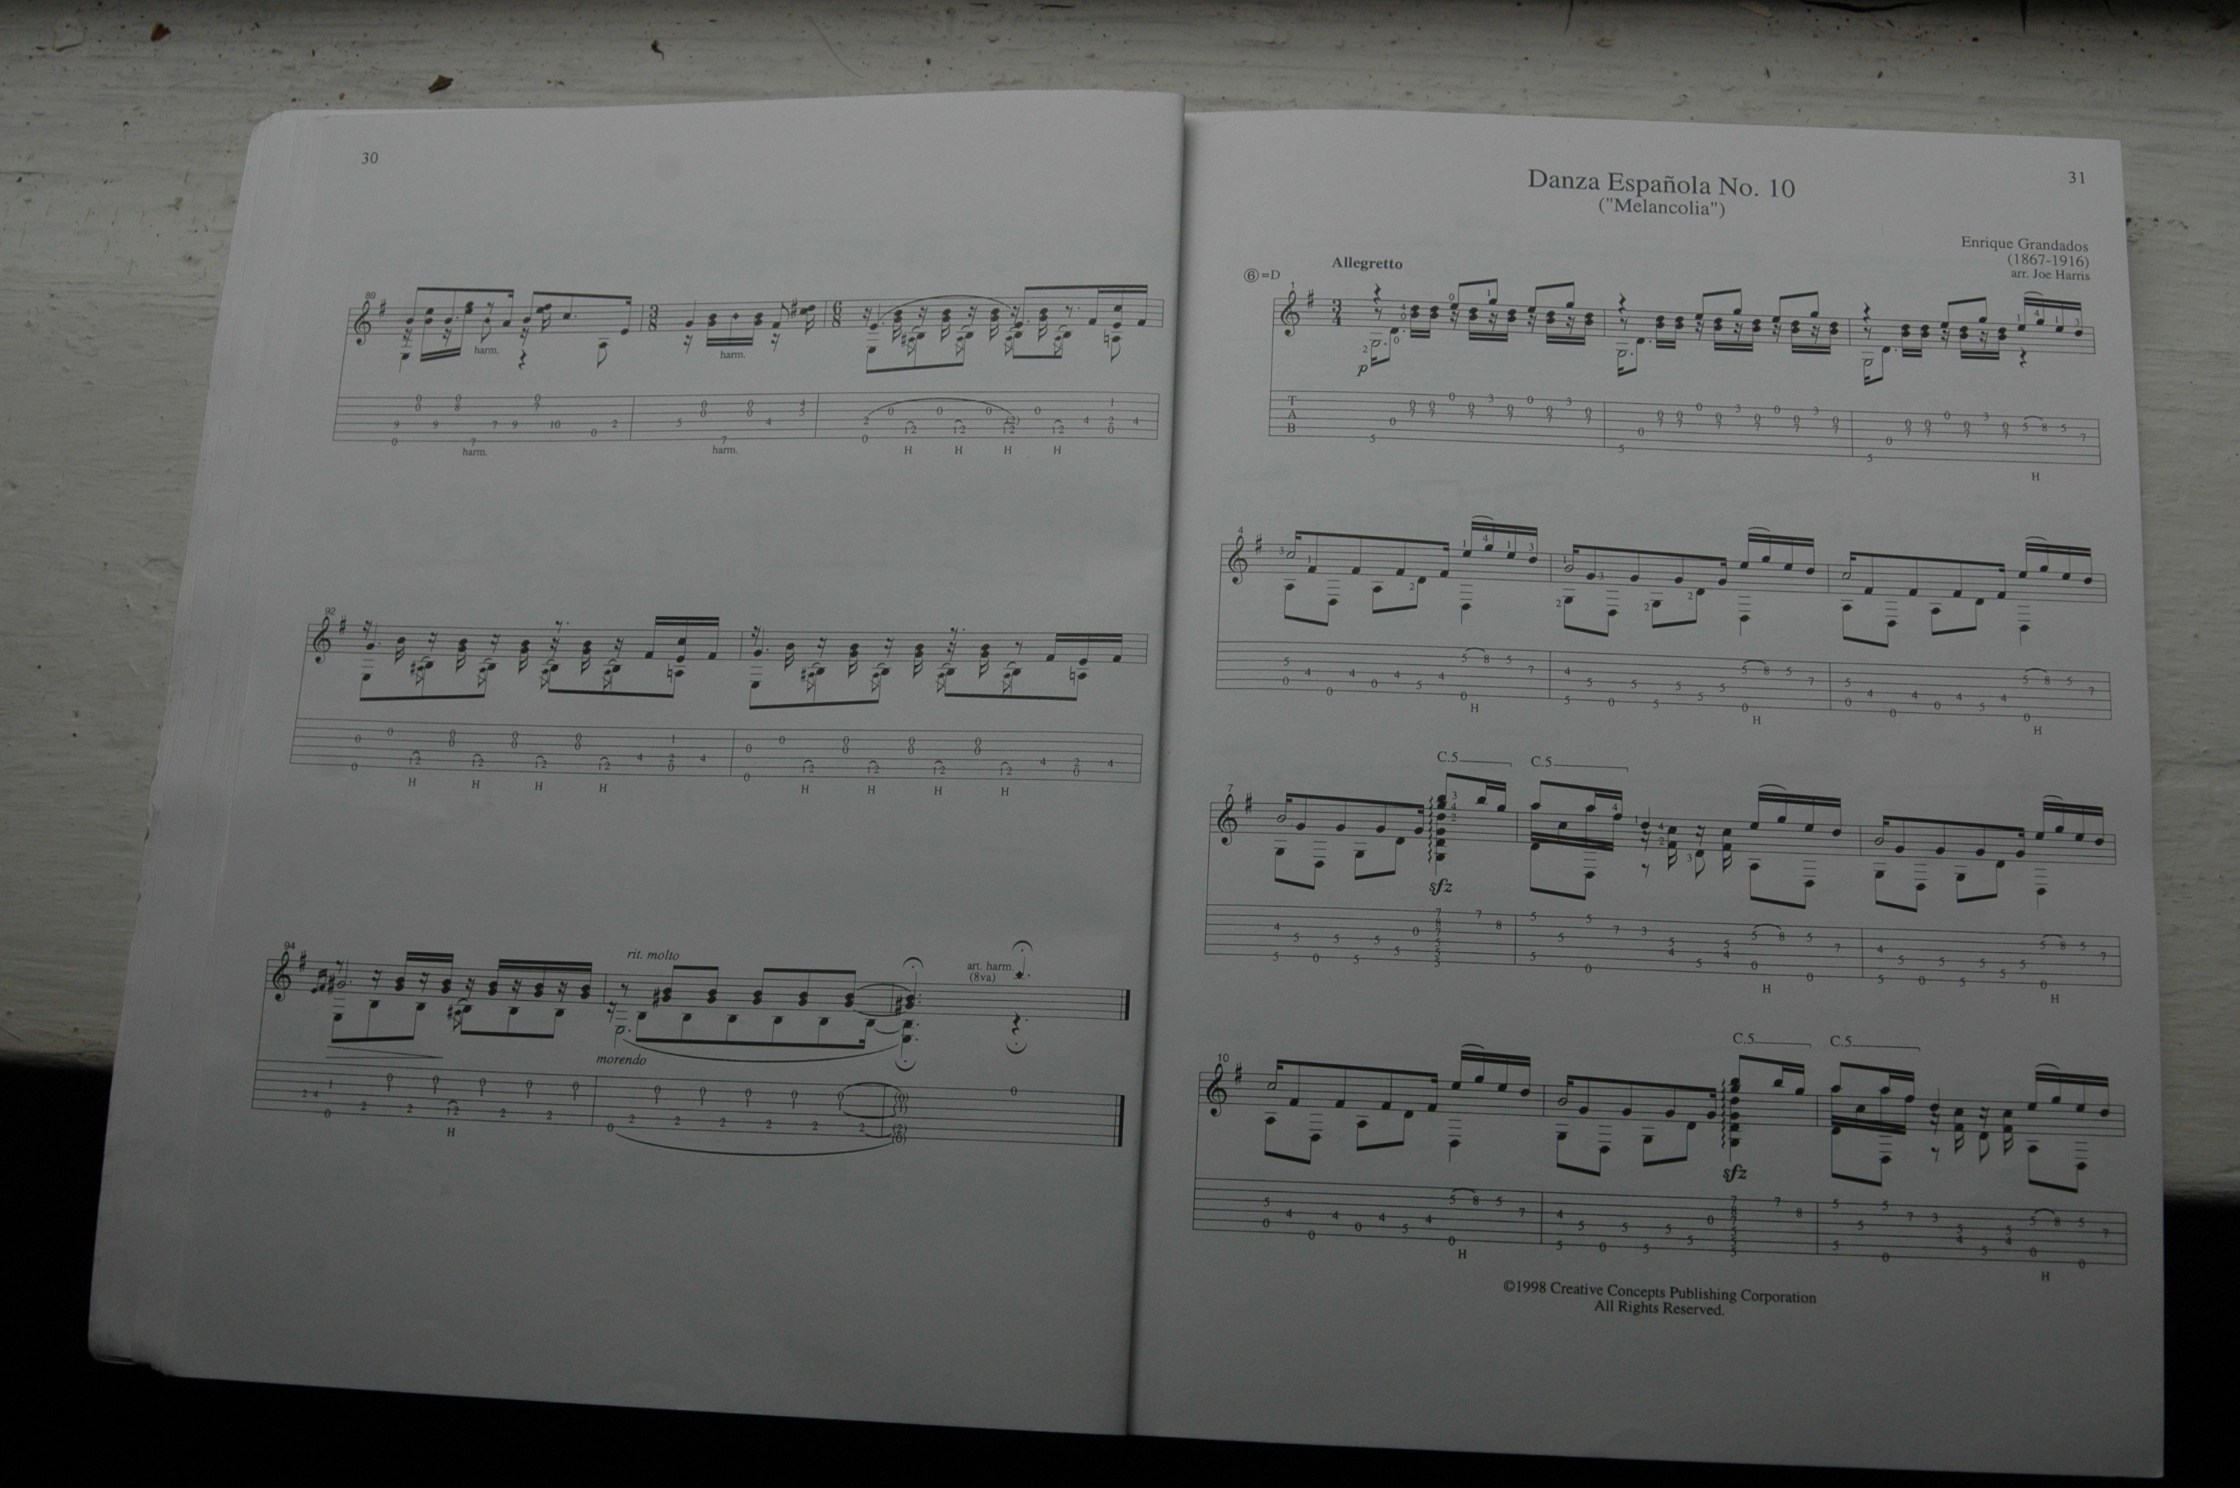 30
89
harm.
harm.
harm.
harm.
H H H H
92
H H H H H H H H
94
rit. molto
art. harm.
(8va)
morendo
H
31
Danza Española No. 10
("Melancolia")
Enrique Grandados
(1867-1916)
arr. Joe Harris
Allegretto
⑥=D
1
p
T
A
B
H
4
H H H
C.5 C.5
7
sfz
H H
C.5 C.5
10
sfz
H H
©1998 Creative Concepts Publishing Corporation
All Rights Reserved.